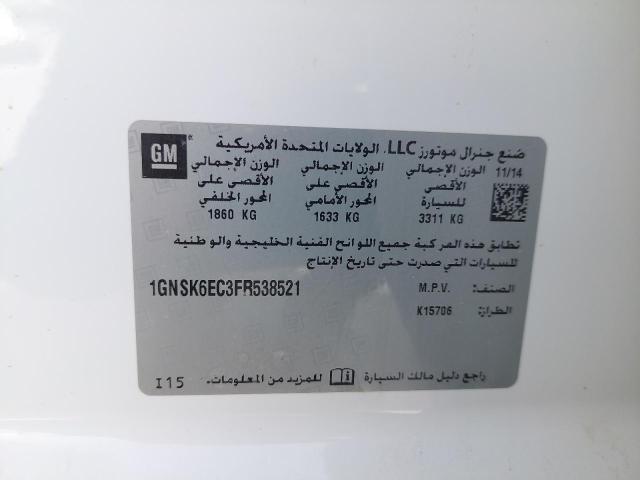 GM
صنع جنرال موتورز LLC. الولايات المتحدة الأمريكية
11/14 الوزن الإجمالي الوزن الإجمالي الوزن الإجمالي
الأقصى الأقصى على الأقصى على
للسيارة المحور الأمامي المحور الخلفي
3311 KG 1633 KG 1860 KG
تطابق هذه المركبة جميع اللوائح الفنية الخليجية والوطنية
للسيارات التي صدرت حتى تاريخ الإنتاج
الصنف: M.P.V. 1GNSK6EC3FR538521
الطراز: K15706
راجع دليل مالك السيارة للمزيد من المعلومات. I15